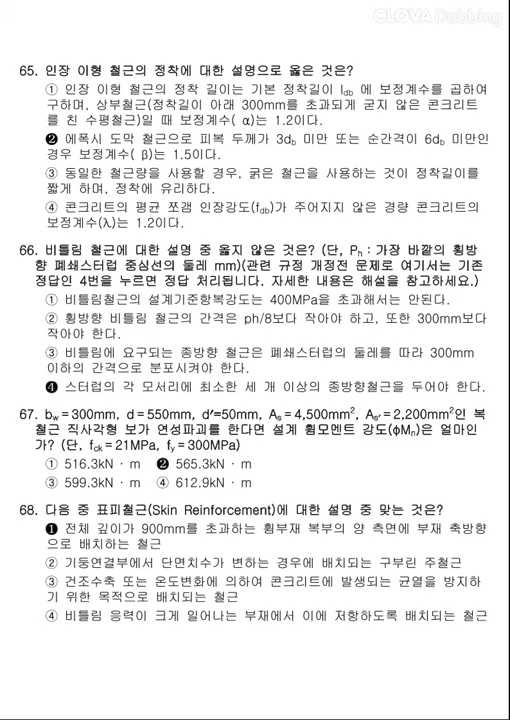 CLOVA Dubbing
65. 인장 이형 철근의 정착에 대한 설명으로 옳은 것은?
① 인장 이형 철근의 정착 길이는 기본 정착길이 ldb 에 보정계수를 곱하여
구하며, 상부철근(정착길이 아래 300mm를 초과되게 굳지 않은 콘크리트
를 친 수평철근)일 때 보정계수( α)는 1.2이다.
❷ 에폭시 도막 철근으로 피복 두께가 3db 미만 또는 순간격이 6db 미만인
경우 보정계수( β)는 1.5이다.
③ 동일한 철근량을 사용할 경우, 굵은 철근을 사용하는 것이 정착길이를
짧게 하며, 정착에 유리하다.
④ 콘크리트의 평균 쪼갬 인장강도(fdb)가 주어지지 않은 경량 콘크리트의
보정계수(λ)는 1.2이다.
66. 비틀림 철근에 대한 설명 중 옳지 않은 것은? (단, Ph : 가장 바깥의 횡방
향 폐쇄스터럽 중심선의 둘레 mm)(관련 규정 개정전 문제로 여기서는 기존
정답인 4번을 누르면 정답 처리됩니다. 자세한 내용은 해설을 참고하세요.)
① 비틀림철근의 설계기준항복강도는 400MPa을 초과해서는 안된다.
② 횡방향 비틀림 철근의 간격은 ph/8보다 작아야 하고, 또한 300mm보다
작아야 한다.
③ 비틀림에 요구되는 종방향 철근은 폐쇄스터럽의 둘레를 따라 300mm
이하의 간격으로 분포시켜야 한다.
❹ 스터럽의 각 모서리에 최소한 세 개 이상의 종방향철근을 두어야 한다.
67. bw = 300mm, d = 550mm, d′=50mm, As = 4,500mm², As′ = 2,200mm²인 복
철근 직사각형 보가 연성파괴를 한다면 설계 휨모멘트 강도(ϕMn)은 얼마인
가? (단, fck = 21MPa, fy = 300MPa)
① 516.3kN · m ❷ 565.3kN · m
③ 599.3kN · m ④ 612.9kN · m
68. 다음 중 표피철근(Skin Reinforcement)에 대한 설명 중 맞는 것은?
❶ 전체 깊이가 900mm를 초과하는 휨부재 복부의 양 측면에 부재 축방향
으로 배치하는 철근
② 기둥연결부에서 단면치수가 변하는 경우에 배치되는 구부린 주철근
③ 건조수축 또는 온도변화에 의하여 콘크리트에 발생되는 균열을 방지하
기 위한 목적으로 배치되는 철근
④ 비틀림 응력이 크게 일어나는 부재에서 이에 저항하도록 배치되는 철근